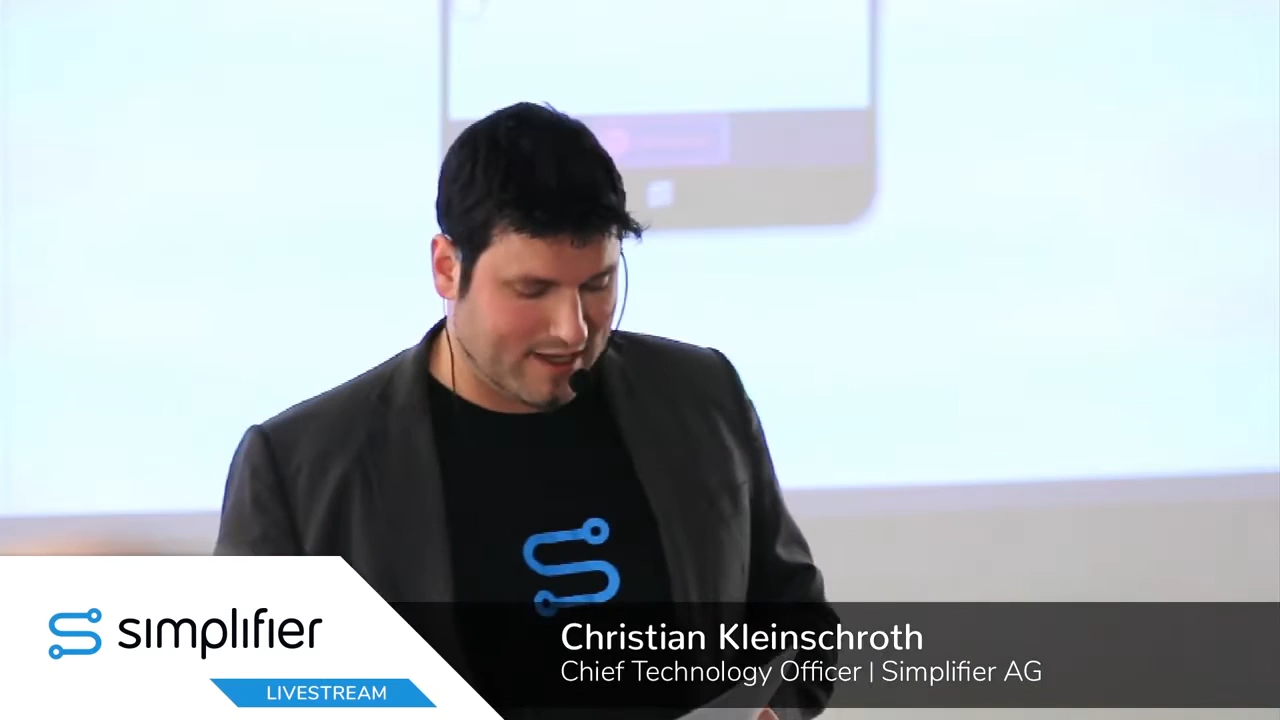 simplifier
LIVESTREAM
Christian Kleinschroth
Chief Technology Officer | Simplifier AG